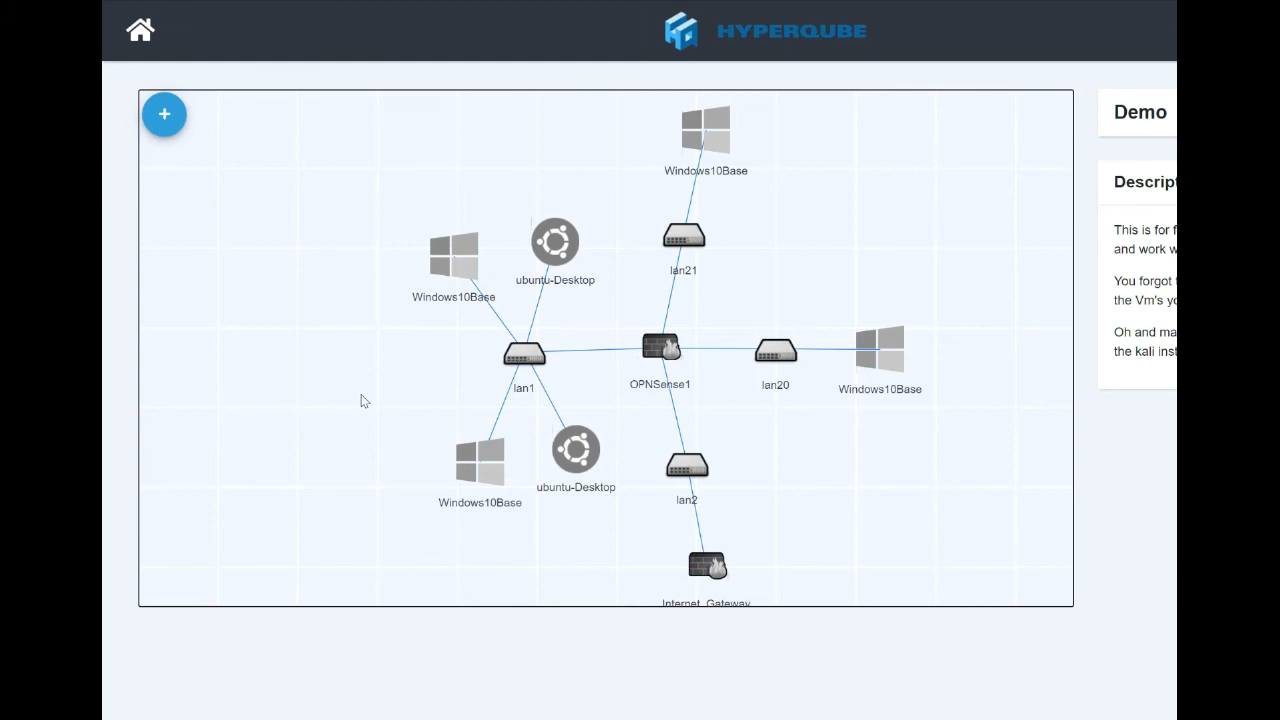 HYPERQUBE
+
Demo
Windows10Base
Descript
This is for f
and work w
lan21
Windows10Base
ubuntu-Desktop
You forgot t
the Vm's yo
Oh and ma
the kali inst
lan1
OPNSense1
lan20
Windows10Base
Windows10Base
ubuntu-Desktop
lan2
Internet_Gateway